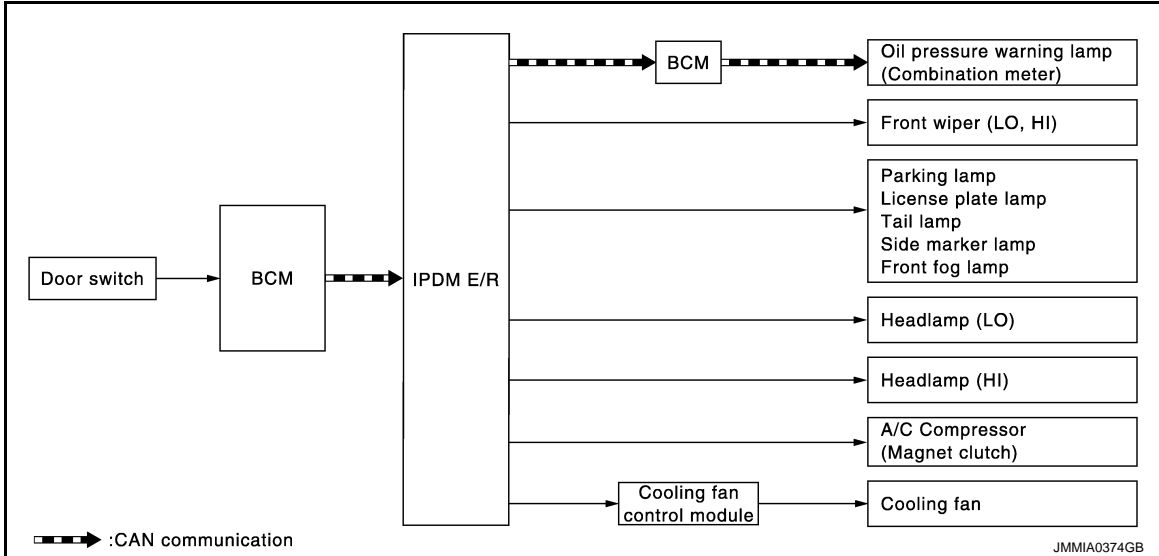 Door switch
BCM
IPDM E/R
BCM
Oil pressure warning lamp
(Combination meter)
Front wiper (LO, HI)
Parking lamp
License plate lamp
Tail lamp
Side marker lamp
Front fog lamp
Headlamp (LO)
Headlamp (HI)
A/C Compressor
(Magnet clutch)
Cooling fan
control module
Cooling fan
:CAN communication
JMMIA0374GB